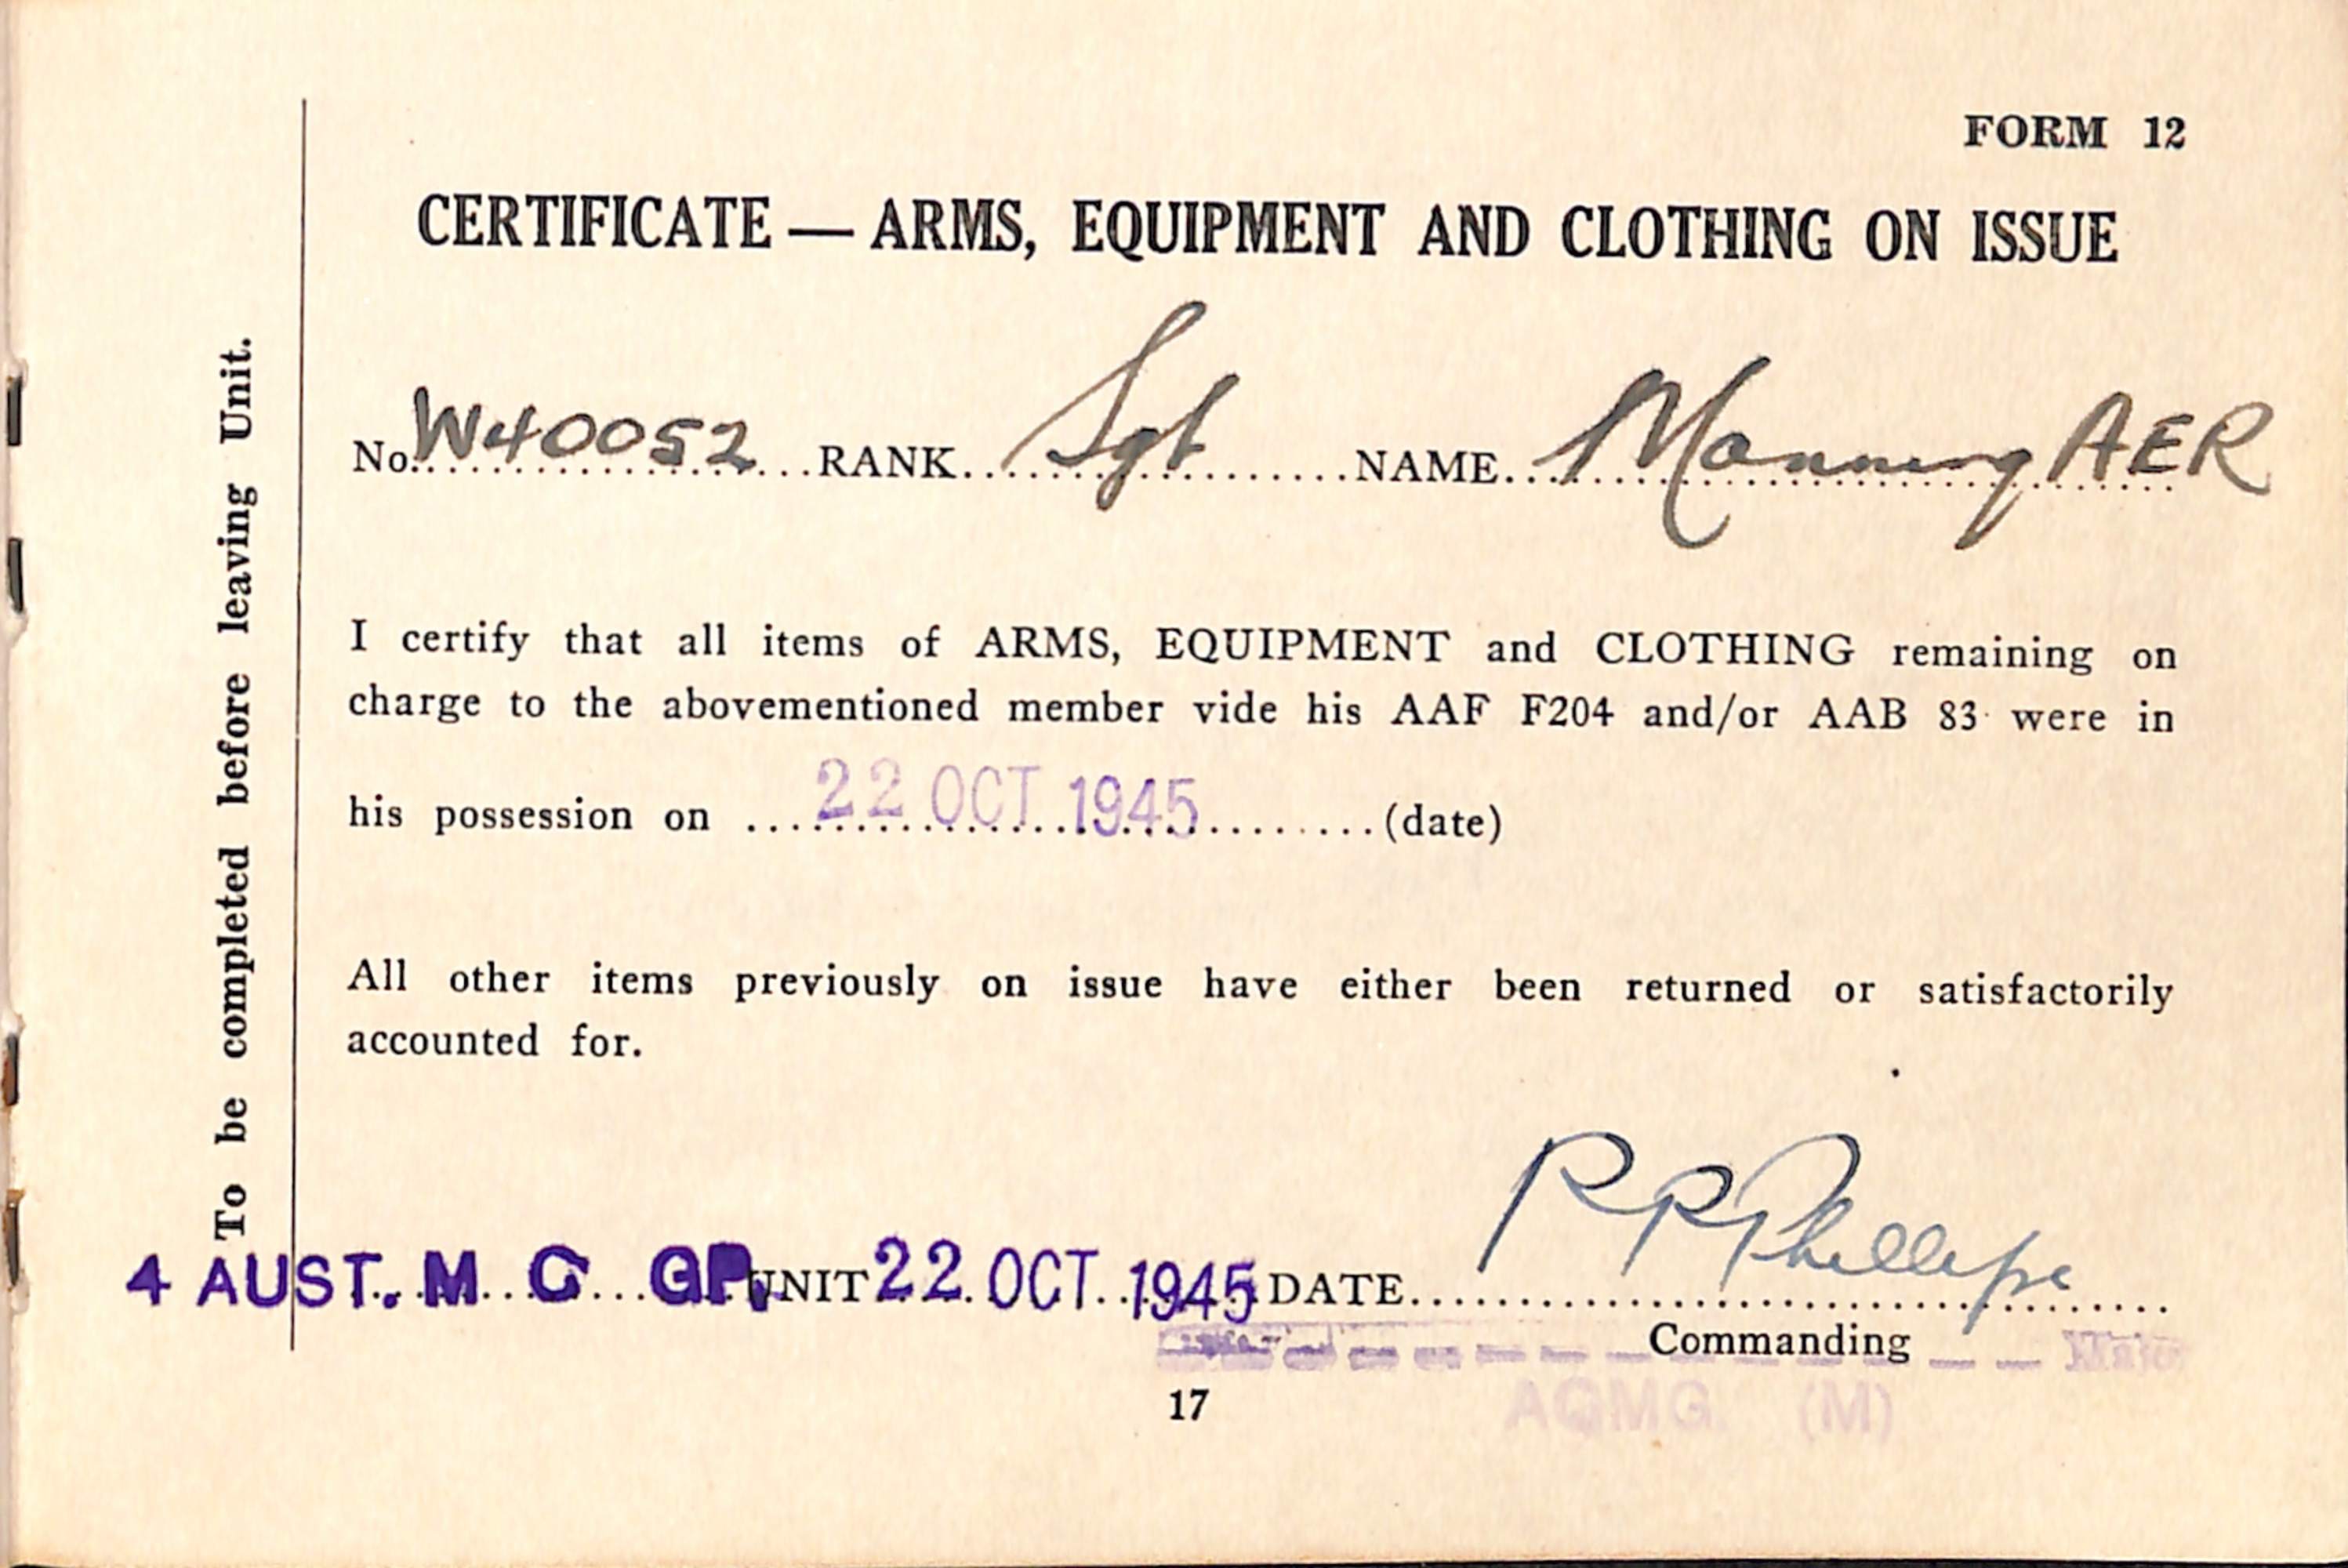 FORM 12
CERTIFICATE — ARMS, EQUIPMENT AND CLOTHING ON ISSUE
To be completed before leaving Unit.
No. W40052 RANK Sgt NAME Manning AER
I certify that all items of ARMS, EQUIPMENT and CLOTHING remaining on
charge to the abovementioned member vide his AAF F204 and/or AAB 83 were in
his possession on 22 OCT 1945 (date)
All other items previously on issue have either been returned or satisfactorily
accounted for.
4 AUST. M C GP. UNIT 22 OCT 1945 DATE RR Phillips
Commanding Major
17
AQMG. (M)